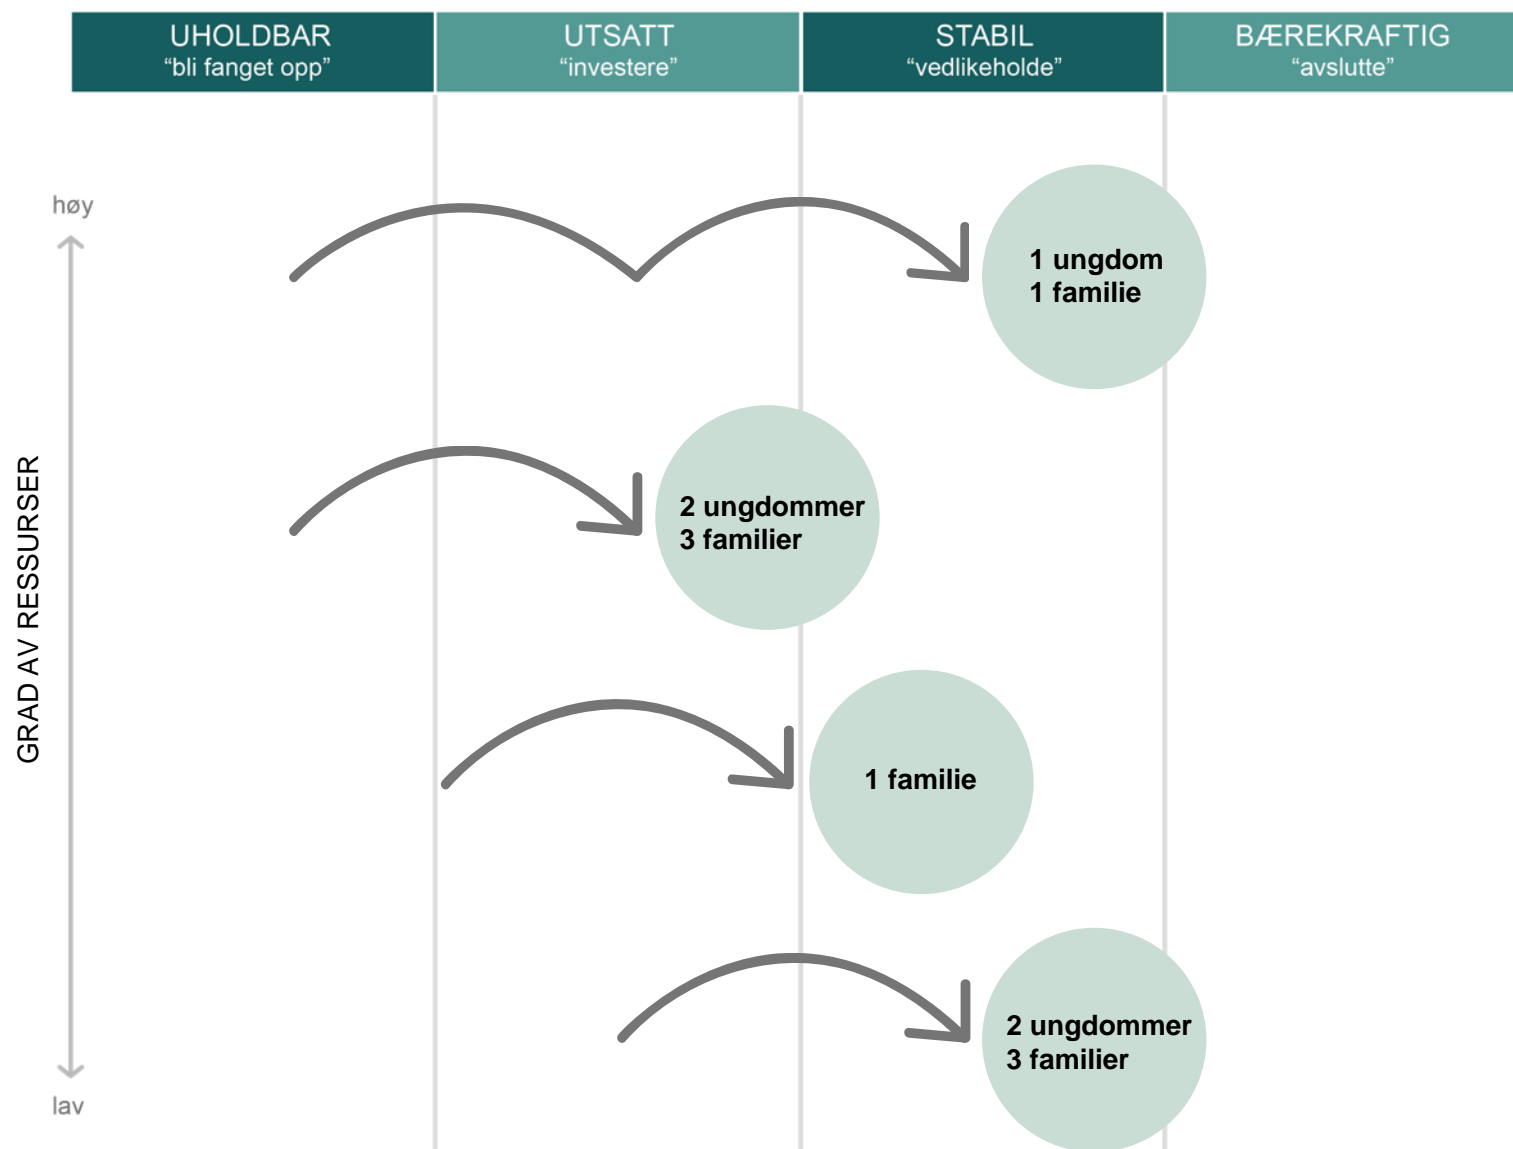 UHOLDBAR
“bli fanget opp”
UTSATT
“investere”
STABIL
“vedlikeholde”
BÆREKRAFTIG
“avslutte”
høy
GRAD AV RESSURSER
lav
1 ungdom
1 familie
2 ungdommer
3 familier
1 familie
2 ungdommer
3 familier